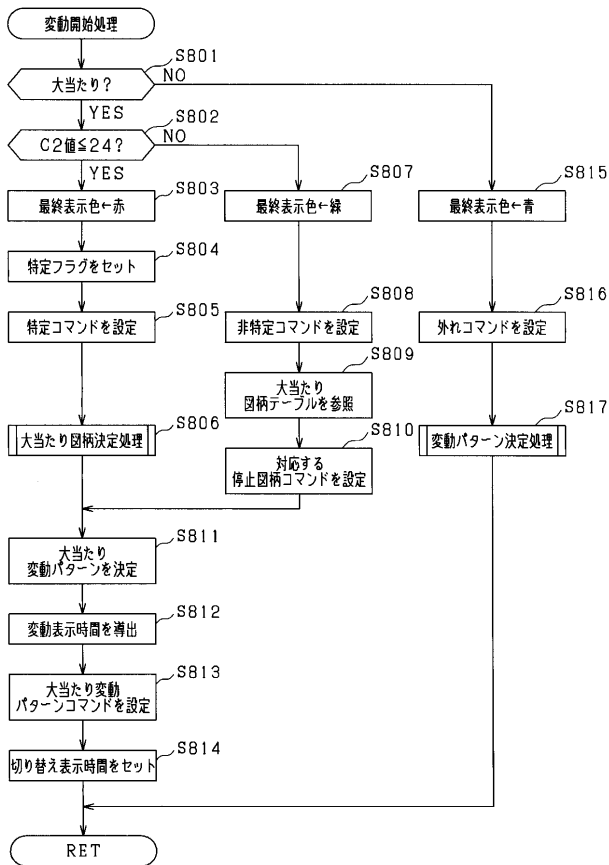 変動開始処理
S801
大当たり?
NO
YES
S802
C2値≦24?
NO
YES
S803
最終表示色←赤
S807
最終表示色←緑
S815
最終表示色←青
S804
特定フラグをセット
S805
特定コマンドを設定
S808
非特定コマンドを設定
S816
外れコマンドを設定
S809
大当たり
図柄テーブルを参照
S806
大当たり図柄決定処理
S810
対応する
停止図柄コマンドを設定
S817
変動パターン決定処理
S811
大当たり
変動パターンを決定
S812
変動表示時間を導出
S813
大当たり変動
パターンコマンドを設定
S814
切り替え表示時間をセット
RET